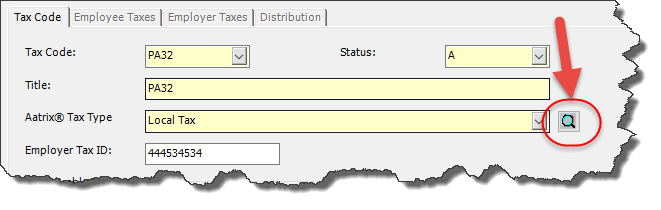 Tax Code Employee Taxes Employer Taxes Distribution
Tax Code: PA32 Status: A
Title: PA32
Aatrix® Tax Type Local Tax
Employer Tax ID: 444534534